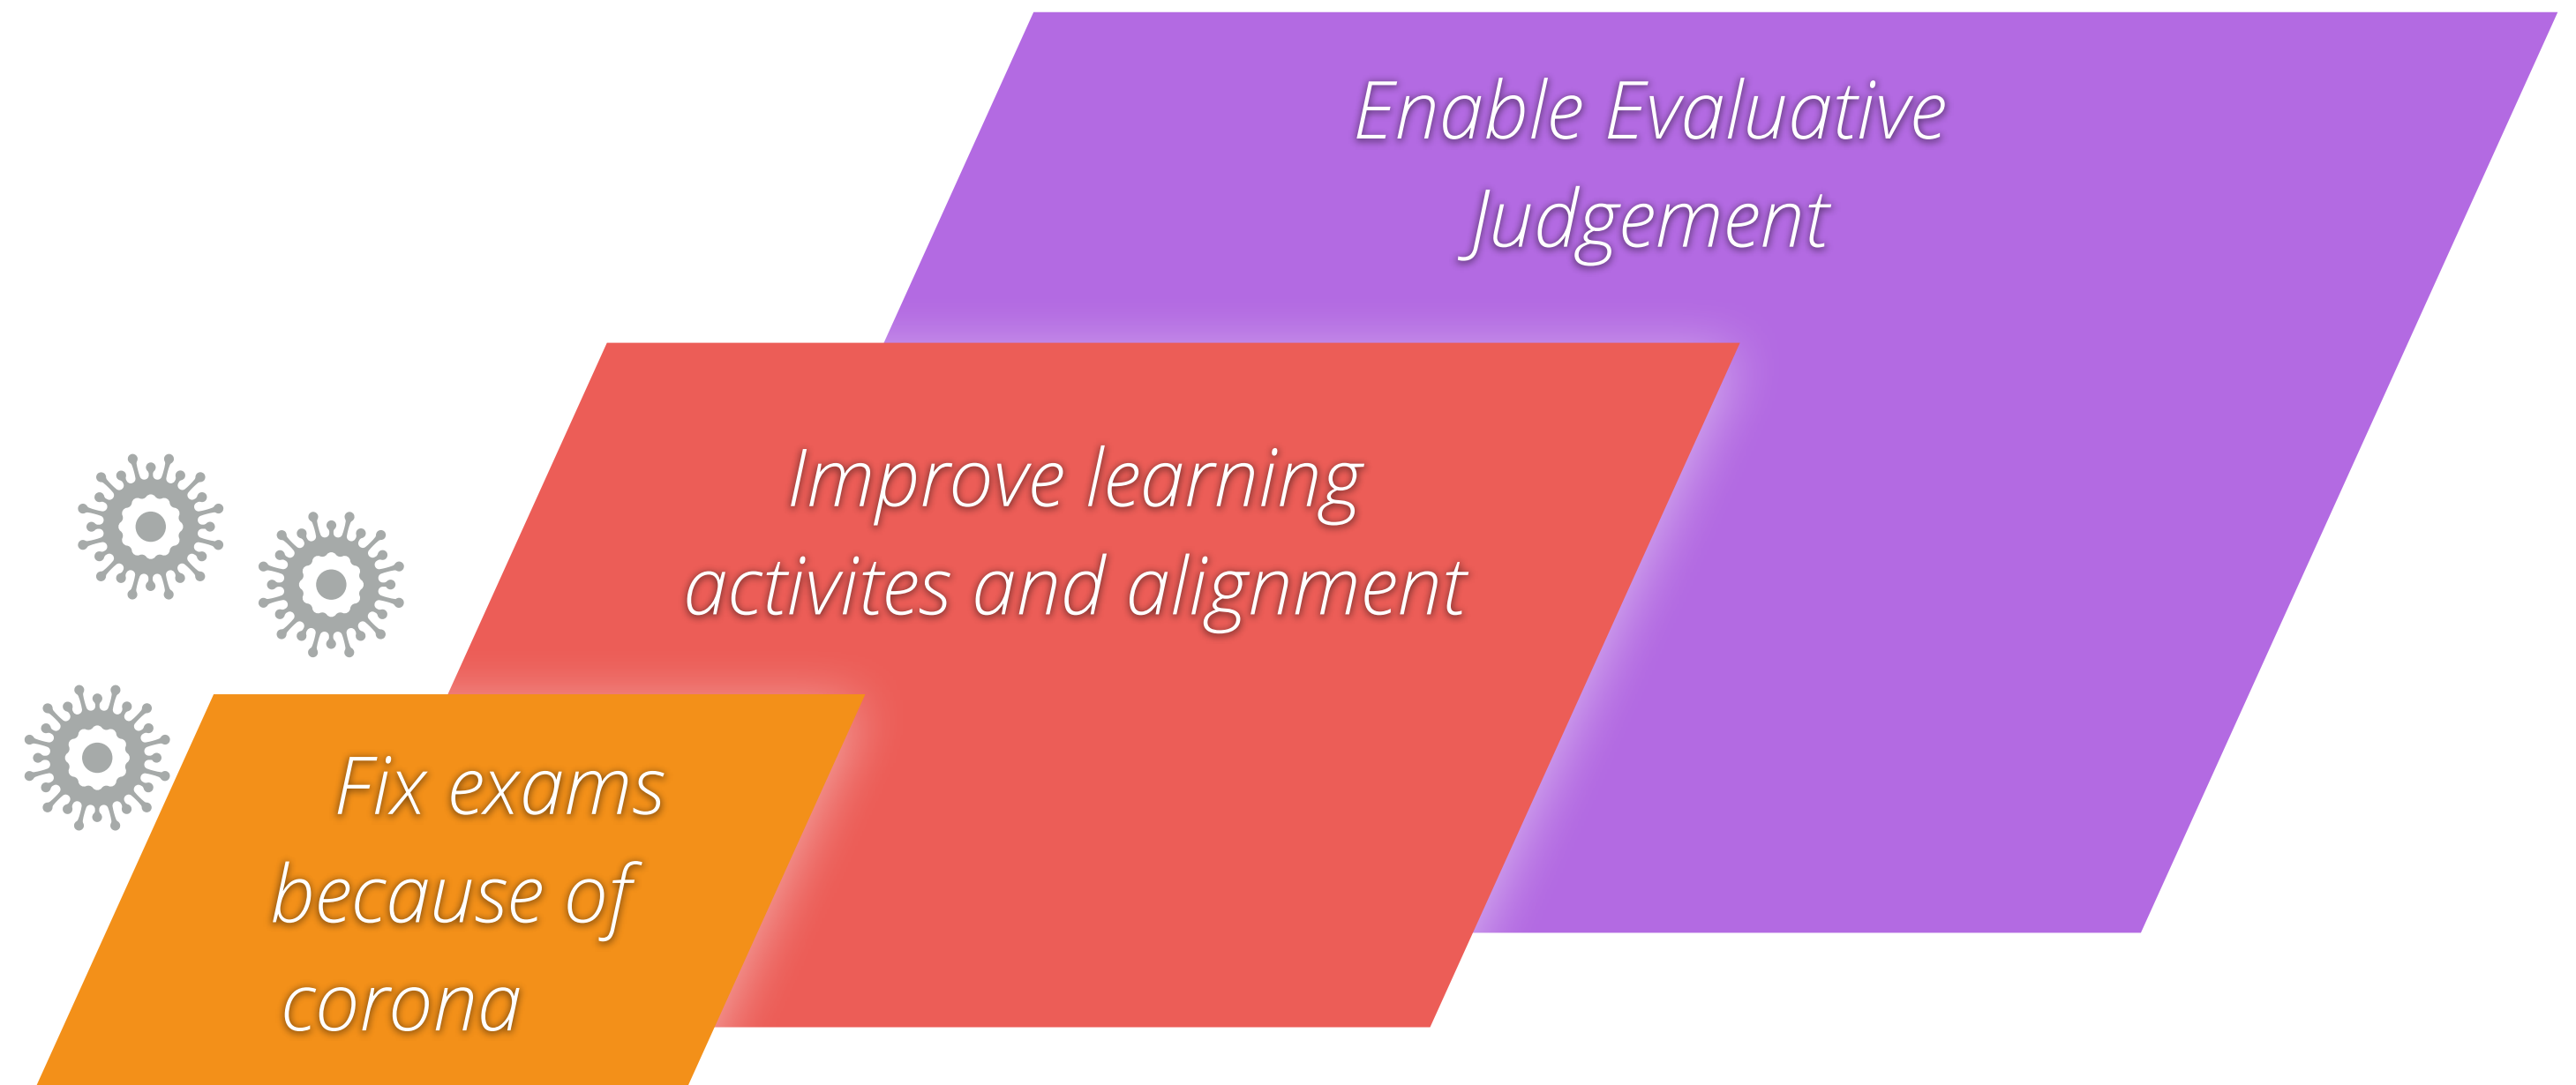 Enable Evaluative
Judgement
Improve learning
activites and alignment
Fix exams
because of
corona